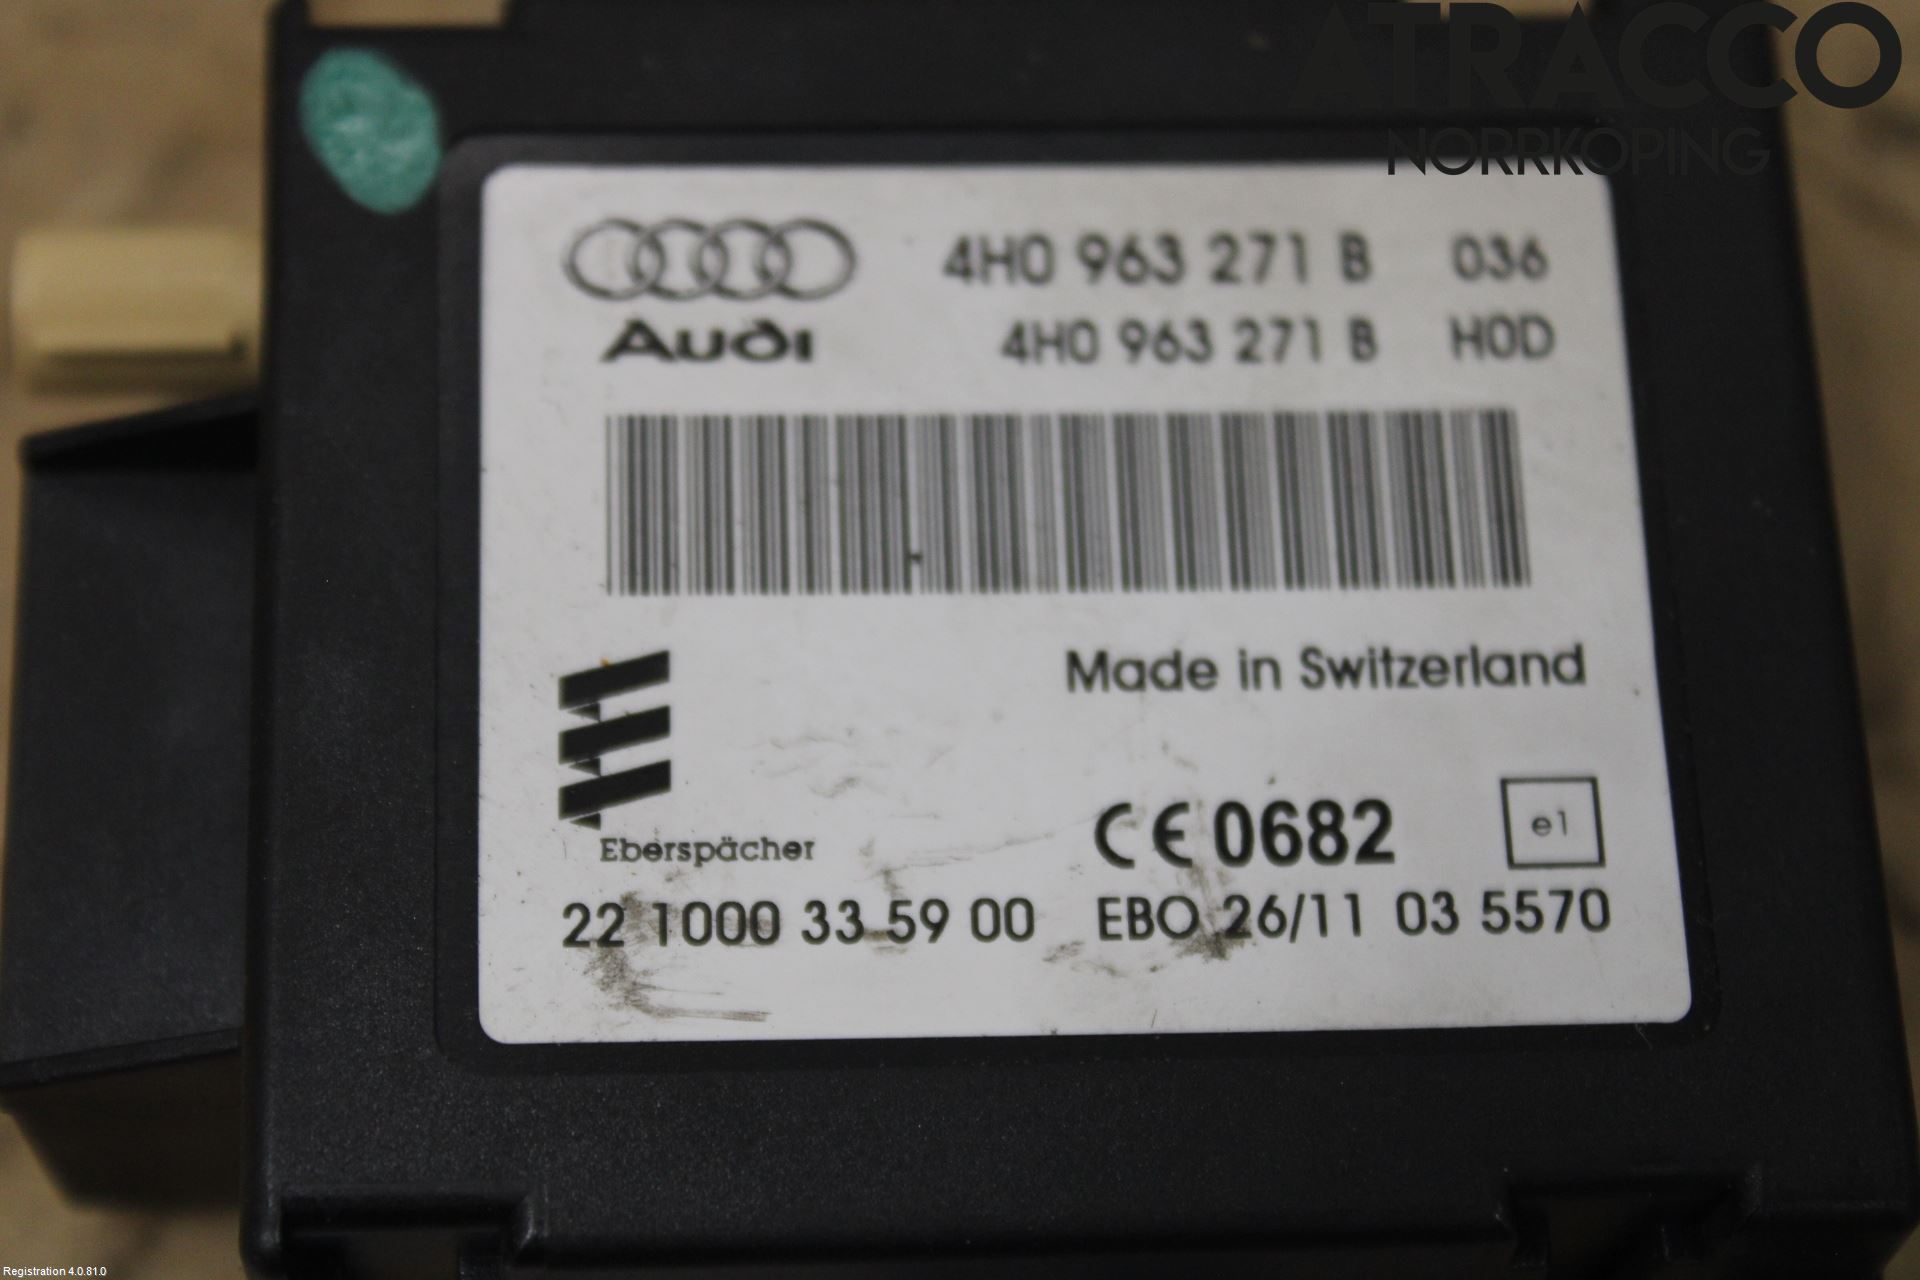 ATRACCO
NORRKÖPING
4H0 963 271 B 036
Audi 4H0 963 271 B H0D
Made in Switzerland
CE 0682 e1
Eberspächer
22 1000 33 59 00 EBO 26/11 03 5570
Registration 4.0.81.0